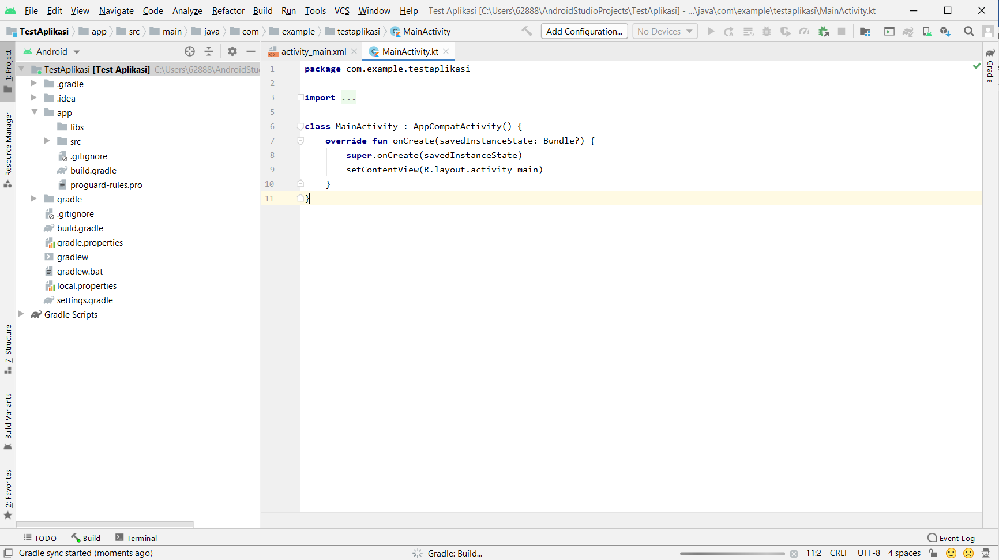 File Edit View Navigate Code Analyze Refactor Build Run Tools VCS Window Help Test Aplikasi [C:\Users\62888\AndroidStudioProjects\TestAplikasi] - ...\java\com\example\testaplikasi\MainActivity.kt
TestAplikasi app src main java com example testaplikasi MainActivity Add Configuration... No Devices
Android
activity_main.xml MainActivity.kt
1: Project
Resource Manager
7: Structure
Build Variants
2: Favorites
TestAplikasi [Test Aplikasi] C:\Users\62888\AndroidStu
.gradle
.idea
app
libs
src
.gitignore
build.gradle
proguard-rules.pro
gradle
.gitignore
build.gradle
gradle.properties
gradlew
gradlew.bat
local.properties
settings.gradle
Gradle Scripts
1 package com.example.testaplikasi
2
3 import ...
5
6 class MainActivity : AppCompatActivity() {
7 override fun onCreate(savedInstanceState: Bundle?) {
8 super.onCreate(savedInstanceState)
9 setContentView(R.layout.activity_main)
10 }
11 }
Gradle
TODO Build Terminal Event Log
Gradle sync started (moments ago) Gradle: Build... 11:2 CRLF UTF-8 4 spaces